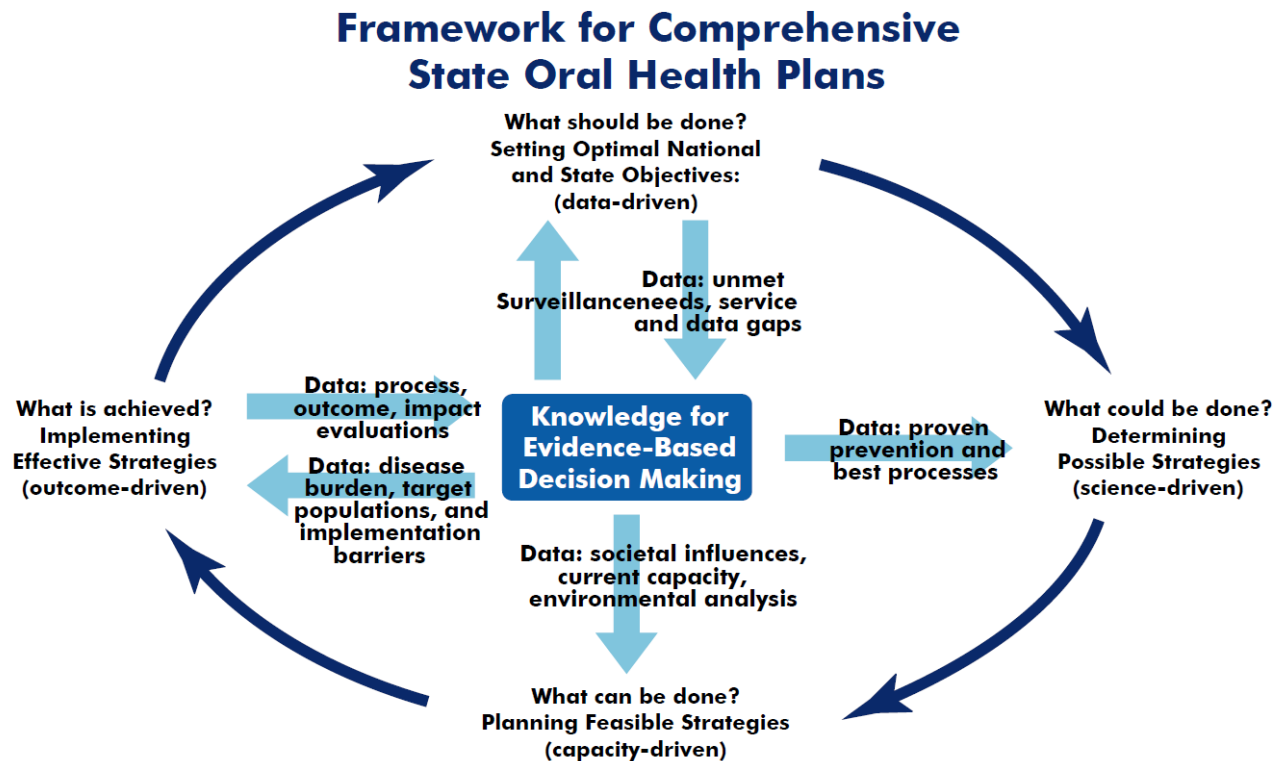 Framework for Comprehensive
State Oral Health Plans
What should be done?
Setting Optimal National
and State Objectives:
(data-driven)
Surveillance
Data: unmet
needs, service
and data gaps
What is achieved?
Implementing
Effective Strategies
(outcome-driven)
Data: process,
outcome, impact
evaluations
Data: disease
burden, target
populations, and
implementation
barriers
Knowledge for
Evidence-Based
Decision Making
Data: proven
prevention and
best processes
What could be done?
Determining
Possible Strategies
(science-driven)
Data: societal influences,
current capacity,
environmental analysis
What can be done?
Planning Feasible Strategies
(capacity-driven)